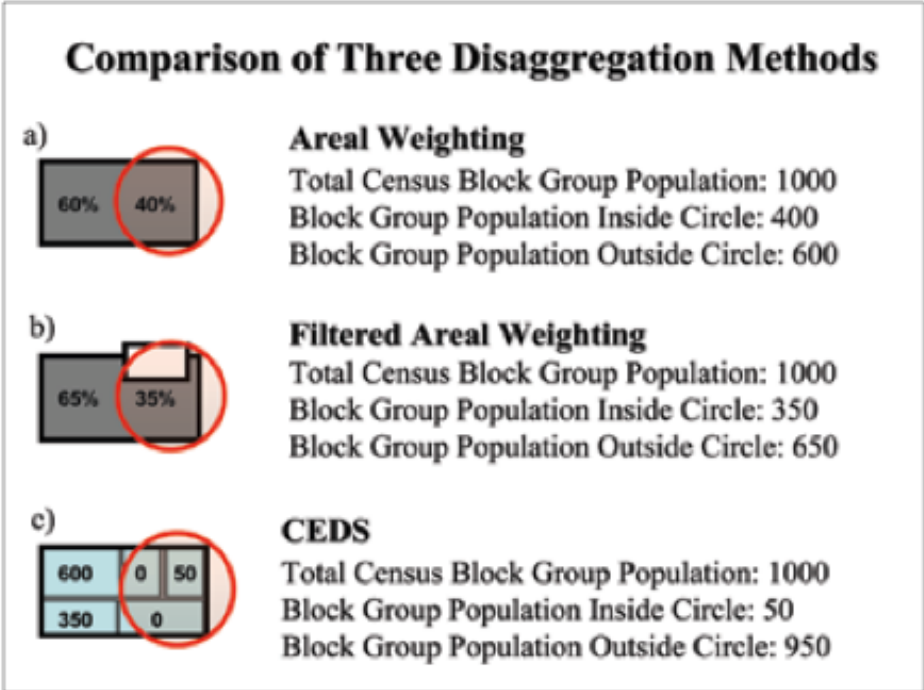 Comparison of Three Disaggregation Methods
a)
60% 40%
Areal Weighting
Total Census Block Group Population: 1000
Block Group Population Inside Circle: 400
Block Group Population Outside Circle: 600
b)
65% 35%
Filtered Areal Weighting
Total Census Block Group Population: 1000
Block Group Population Inside Circle: 350
Block Group Population Outside Circle: 650
c)
600 0 50
350 0
CEDS
Total Census Block Group Population: 1000
Block Group Population Inside Circle: 50
Block Group Population Outside Circle: 950